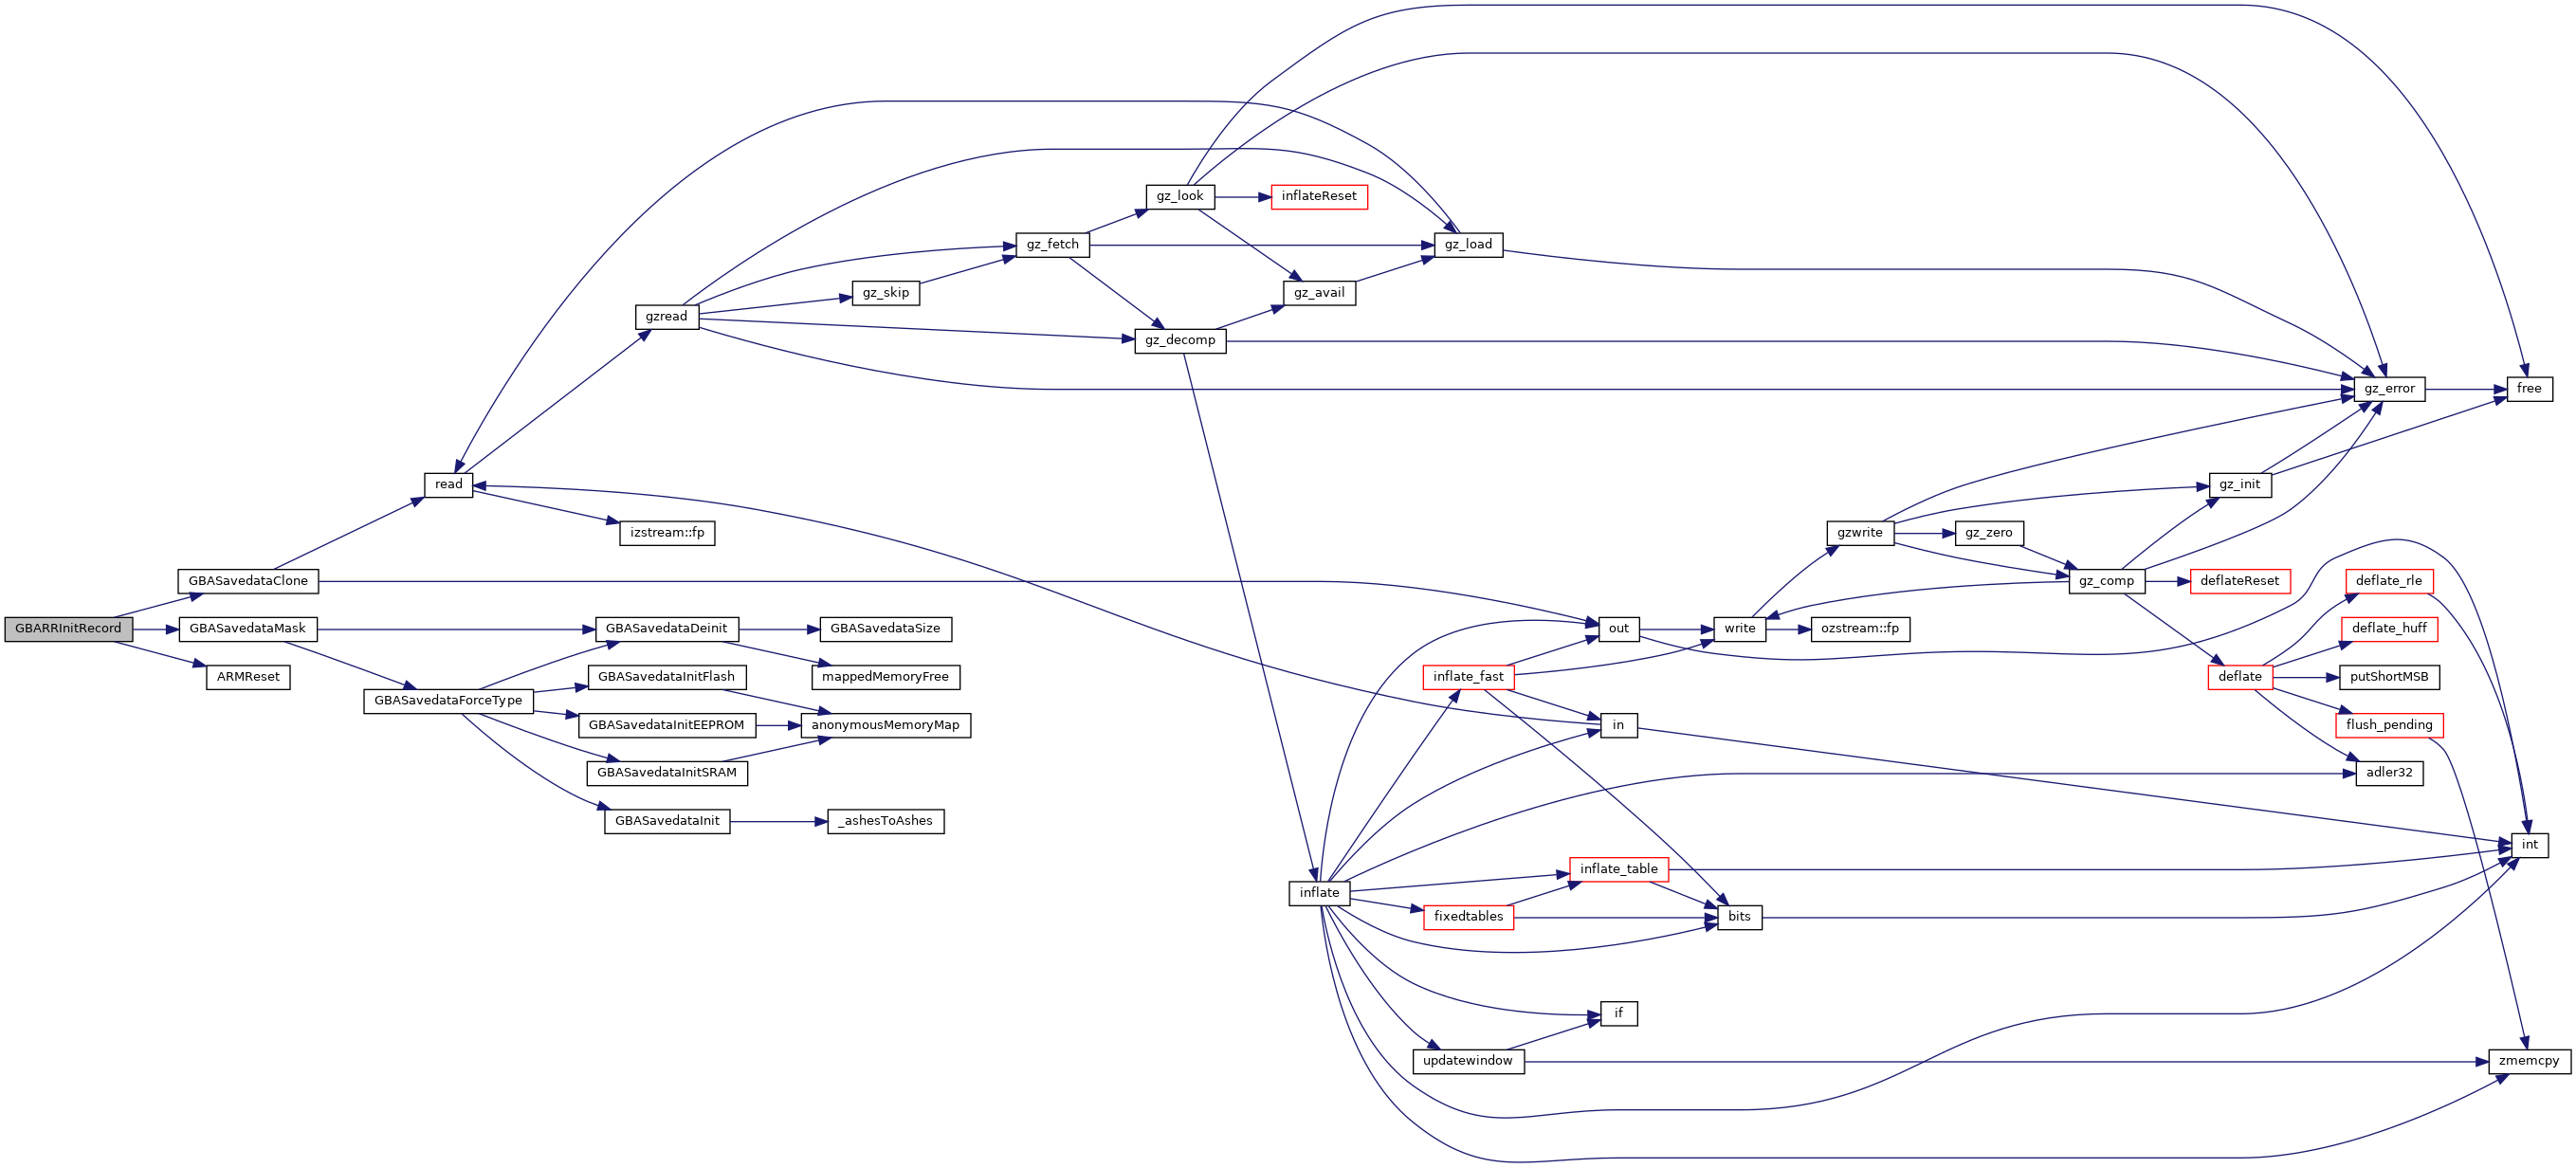 gz_look
inflateReset
gz_fetch
gz_load
gz_skip
gz_avail
gzread
gz_decomp
gz_error
free
read
gz_init
izstream::fp
gzwrite
gz_zero
GBASavedataClone
gz_comp
deflateReset
deflate_rle
GBARRInitRecord
GBASavedataMask
GBASavedataDeinit
GBASavedataSize
out
write
ozstream::fp
deflate_huff
ARMReset
GBASavedataInitFlash
mappedMemoryFree
inflate_fast
deflate
putShortMSB
GBASavedataForceType
GBASavedataInitEEPROM
anonymousMemoryMap
in
flush_pending
GBASavedataInitSRAM
adler32
GBASavedataInit
_ashesToAshes
int
inflate_table
inflate
fixedtables
bits
if
updatewindow
zmemcpy